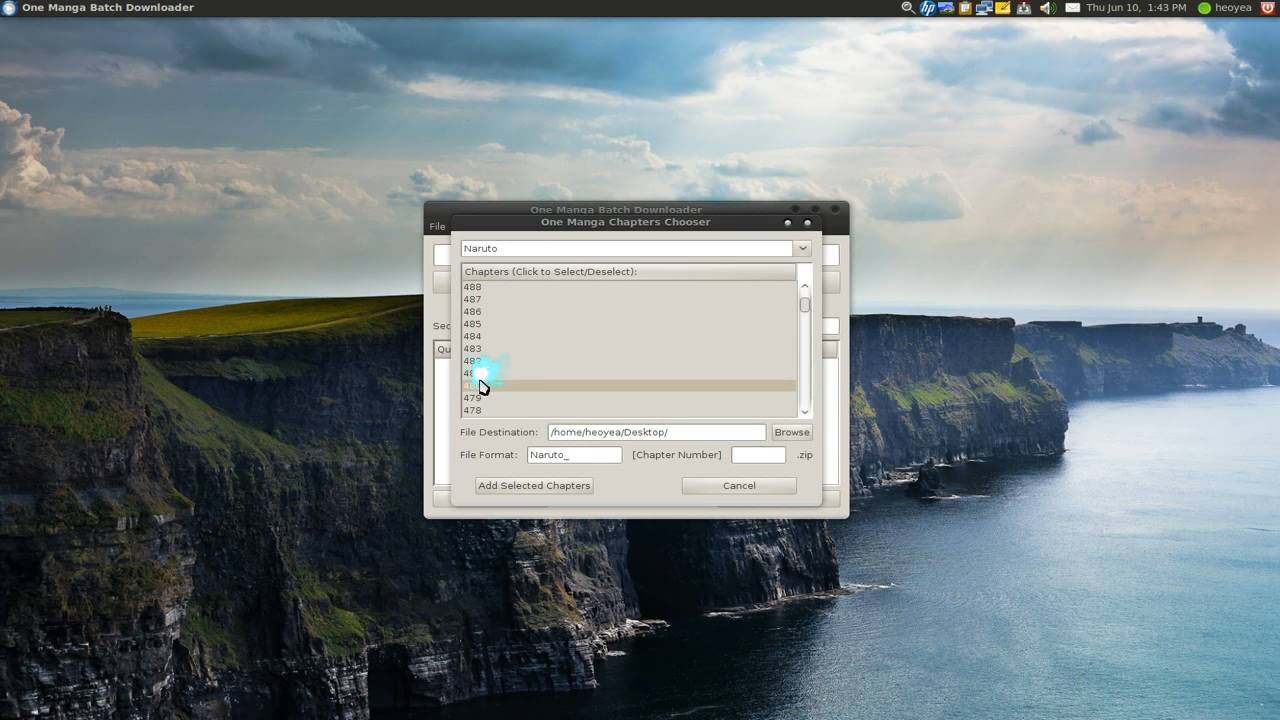 One Manga Batch Downloader
Thu Jun 10, 1:43 PM
heoyea
One Manga Batch Downloader
File
One Manga Chapters Chooser
Naruto
Chapters (Click to Select/Deselect):
488
487
486
485
484
483
479
478
File Destination:
/home/heoyea/Desktop/
Browse
File Format:
Naruto_
[Chapter Number]
.zip
Add Selected Chapters
Cancel